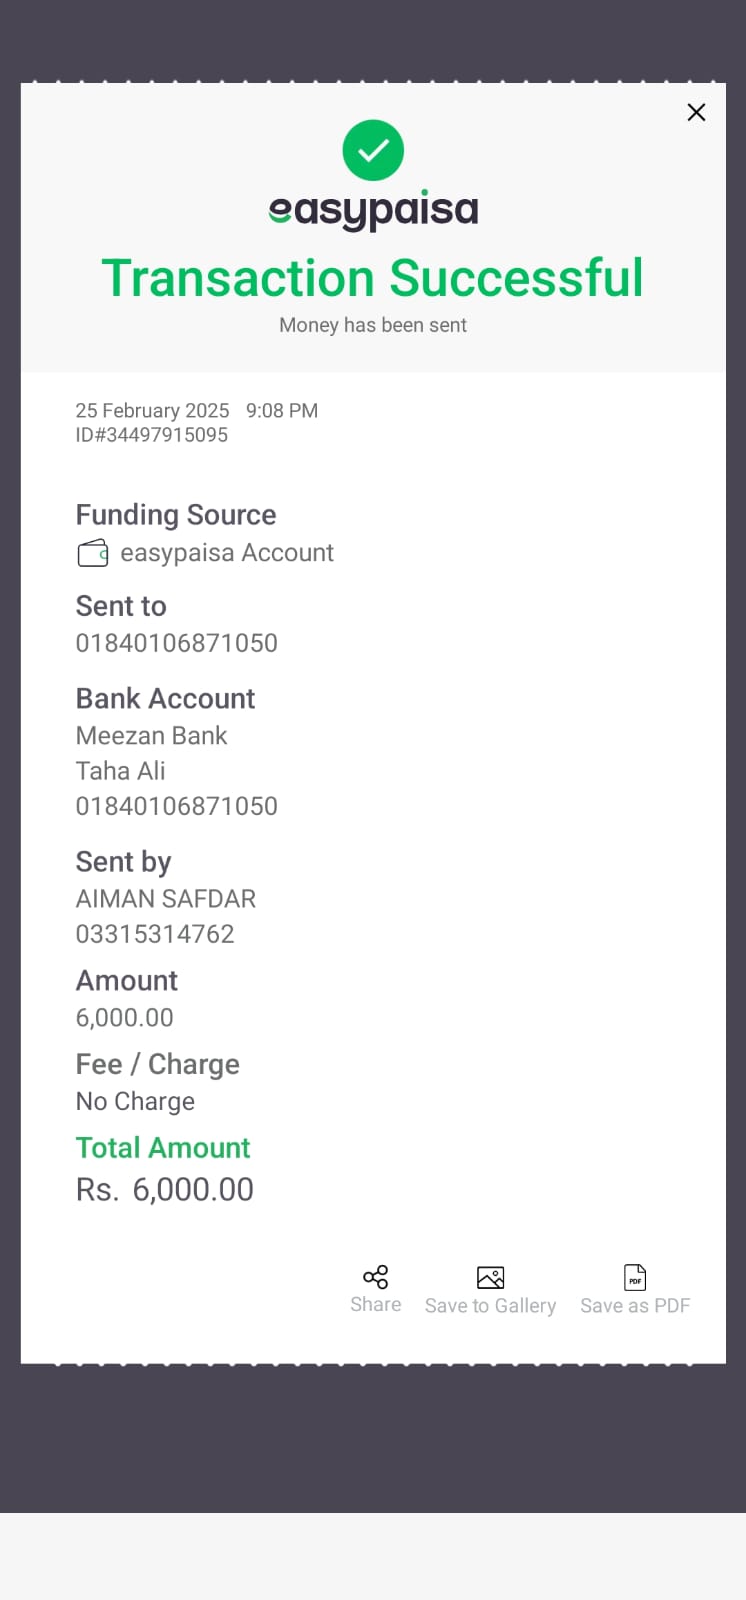 easypaisa
Transaction Successful
Money has been sent
25 February 2025 9:08 PM
ID#34497915095
Funding Source
easypaisa Account
Sent to
01840106871050
Bank Account
Meezan Bank
Taha Ali
01840106871050
Sent by
AIMAN SAFDAR
03315314762
Amount
6,000.00
Fee / Charge
No Charge
Total Amount
Rs. 6,000.00
PDF
Share Save to Gallery Save as PDF